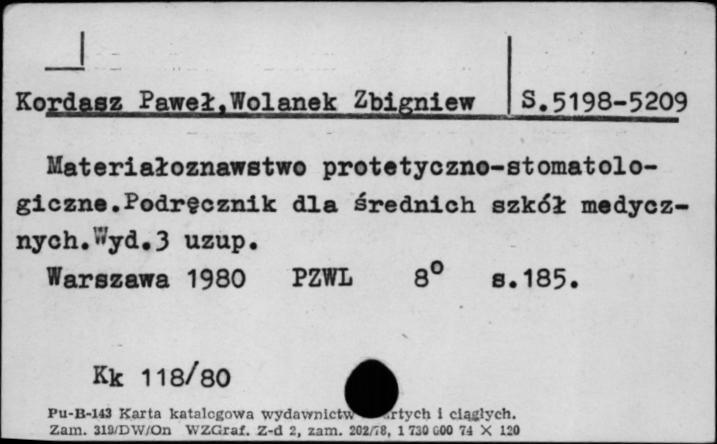 Kordasz Paweł,Wolanek Zbigniew S.5198-5209
Materiałoznawstwo protetyczno-stomatolo-
giczne.Podręcznik dla średnich szkół medycz-
nych.Wyd.3 uzup.
Warszawa 1980 PZWL 8° s.185.
Kk 118/80
Pu-B-143 Karta katalogowa wydawnictw i ciągłych.
Zam. 319/DW/On WZGraf. Z-d 2, zam. 202/78, 1 730 000 74 X 120